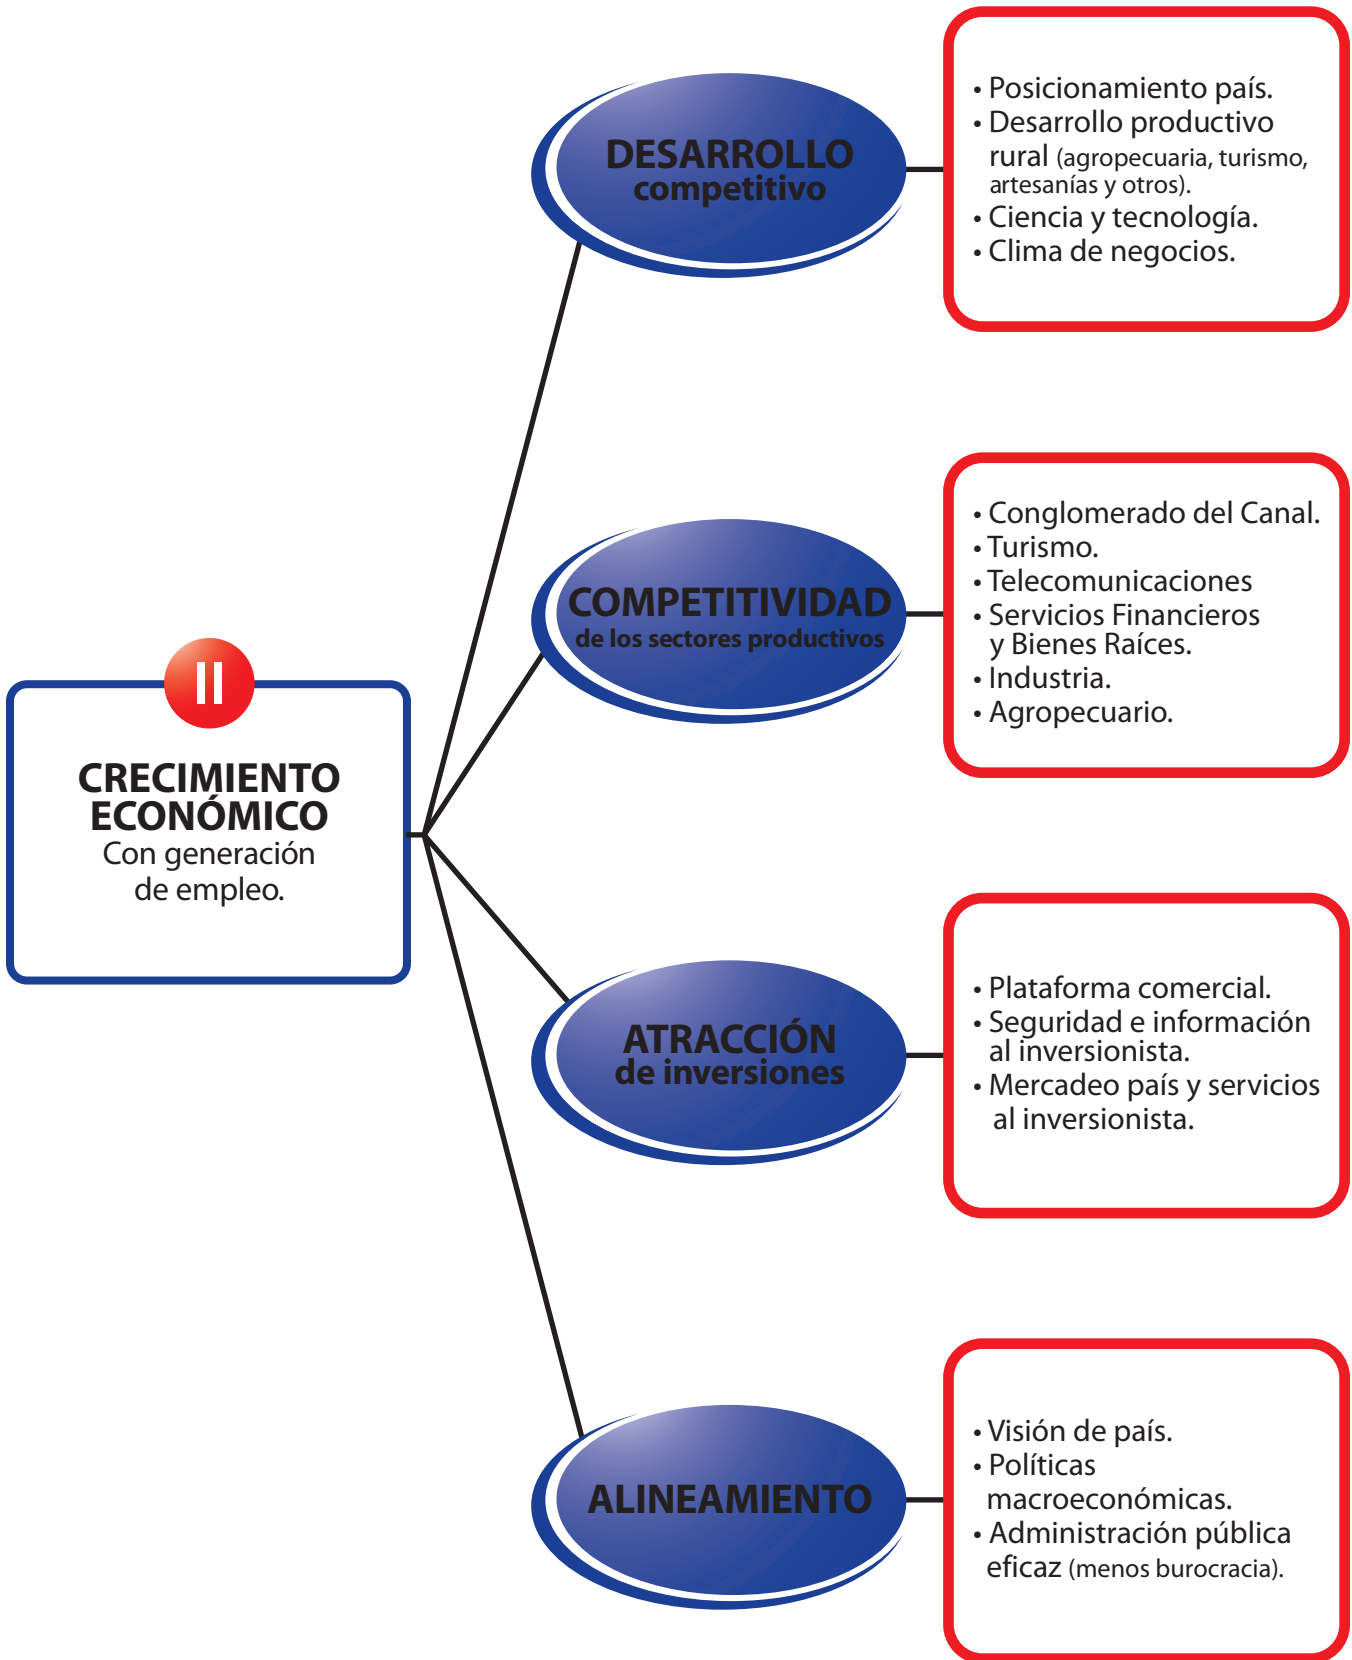 II
CRECIMIENTO
ECONÓMICO
Con generación
de empleo.
DESARROLLO
competitivo
• Posicionamiento país.
• Desarrollo productivo
rural (agropecuaria, turismo,
artesanías y otros).
• Ciencia y tecnología.
• Clima de negocios.
COMPETITIVIDAD
de los sectores productivos
• Conglomerado del Canal.
• Turismo.
• Telecomunicaciones
• Servicios Financieros
y Bienes Raíces.
• Industria.
• Agropecuario.
ATRACCIÓN
de inversiones
• Plataforma comercial.
• Seguridad e información
al inversionista.
• Mercadeo país y servicios
al inversionista.
ALINEAMIENTO
• Visión de país.
• Políticas
macroeconómicas.
• Administración pública
eficaz (menos burocracia).